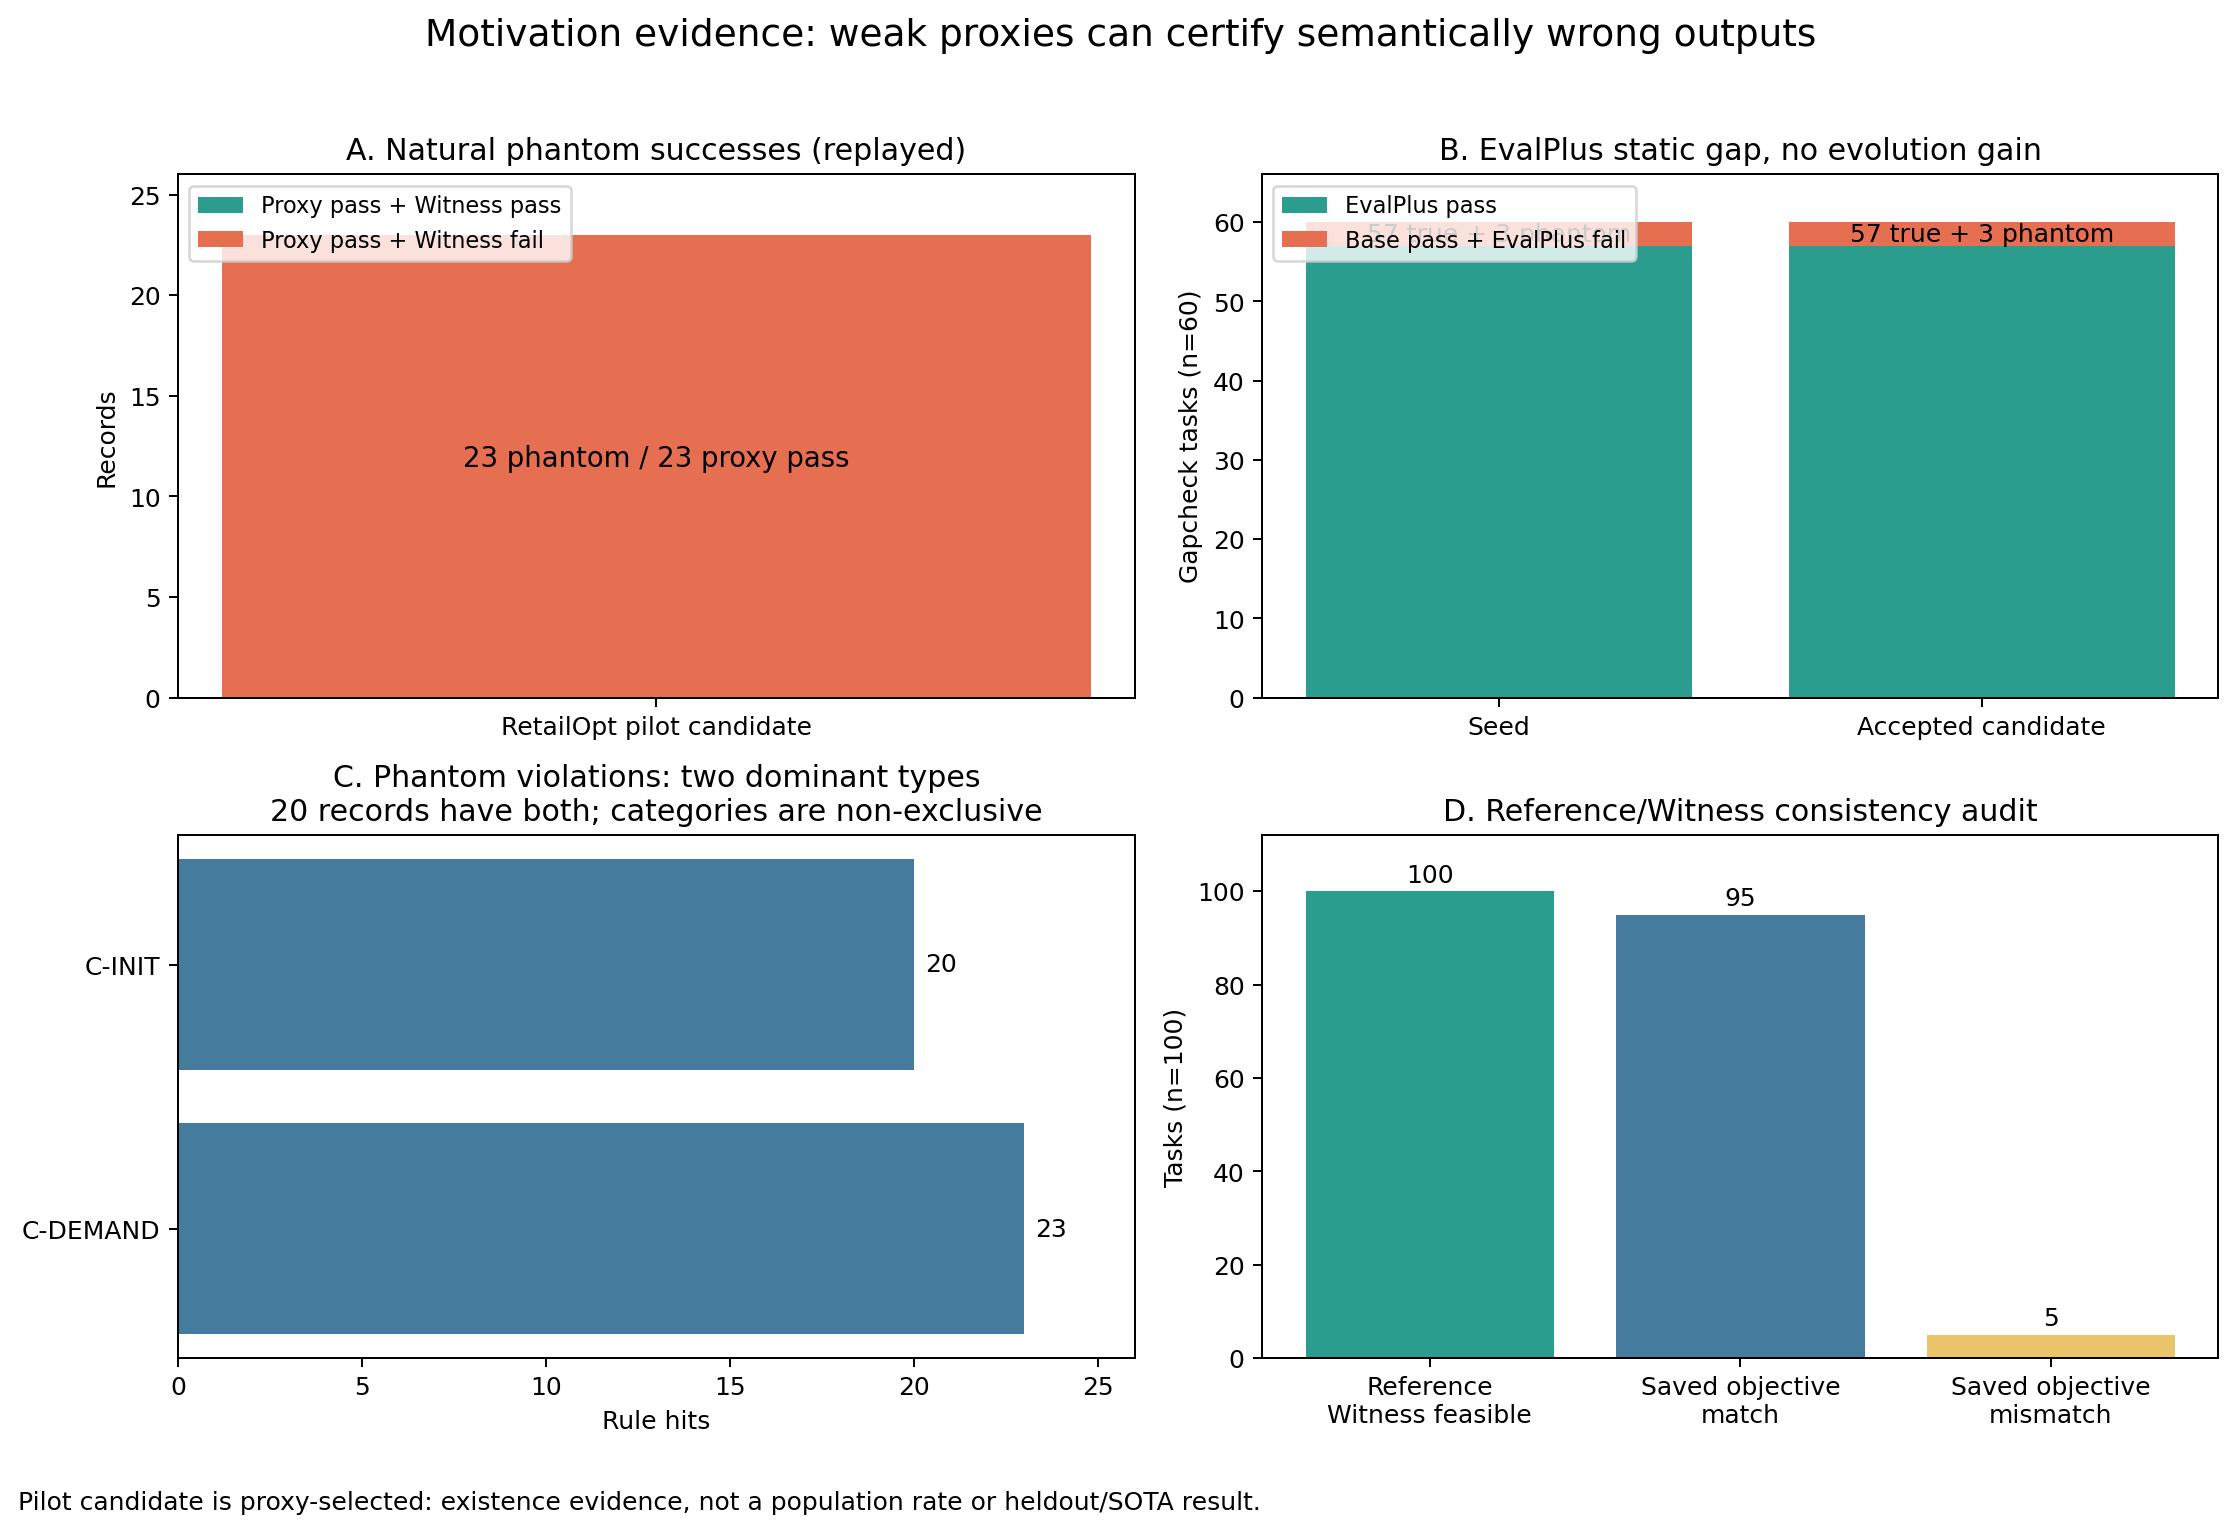 Motivation evidence: weak proxies can certify semantically wrong outputs
A. Natural phantom successes (replayed)
Proxy pass + Witness pass
Proxy pass + Witness fail
23 phantom / 23 proxy pass
Records
25
20
15
10
5
0
RetailOpt pilot candidate
B. EvalPlus static gap, no evolution gain
EvalPlus pass
Base pass + EvalPlus fail
57 true + 3 phantom
57 true + 3 phantom
Gapcheck tasks (n=60)
60
50
40
30
20
10
0
Seed
Accepted candidate
C. Phantom violations: two dominant types
20 records have both; categories are non-exclusive
C-INIT
20
C-DEMAND
23
0
5
10
15
20
25
Rule hits
D. Reference/Witness consistency audit
Tasks (n=100)
100
80
60
40
20
0
100
95
5
Reference
Witness feasible
Saved objective
match
Saved objective
mismatch
Pilot candidate is proxy-selected: existence evidence, not a population rate or heldout/SOTA result.